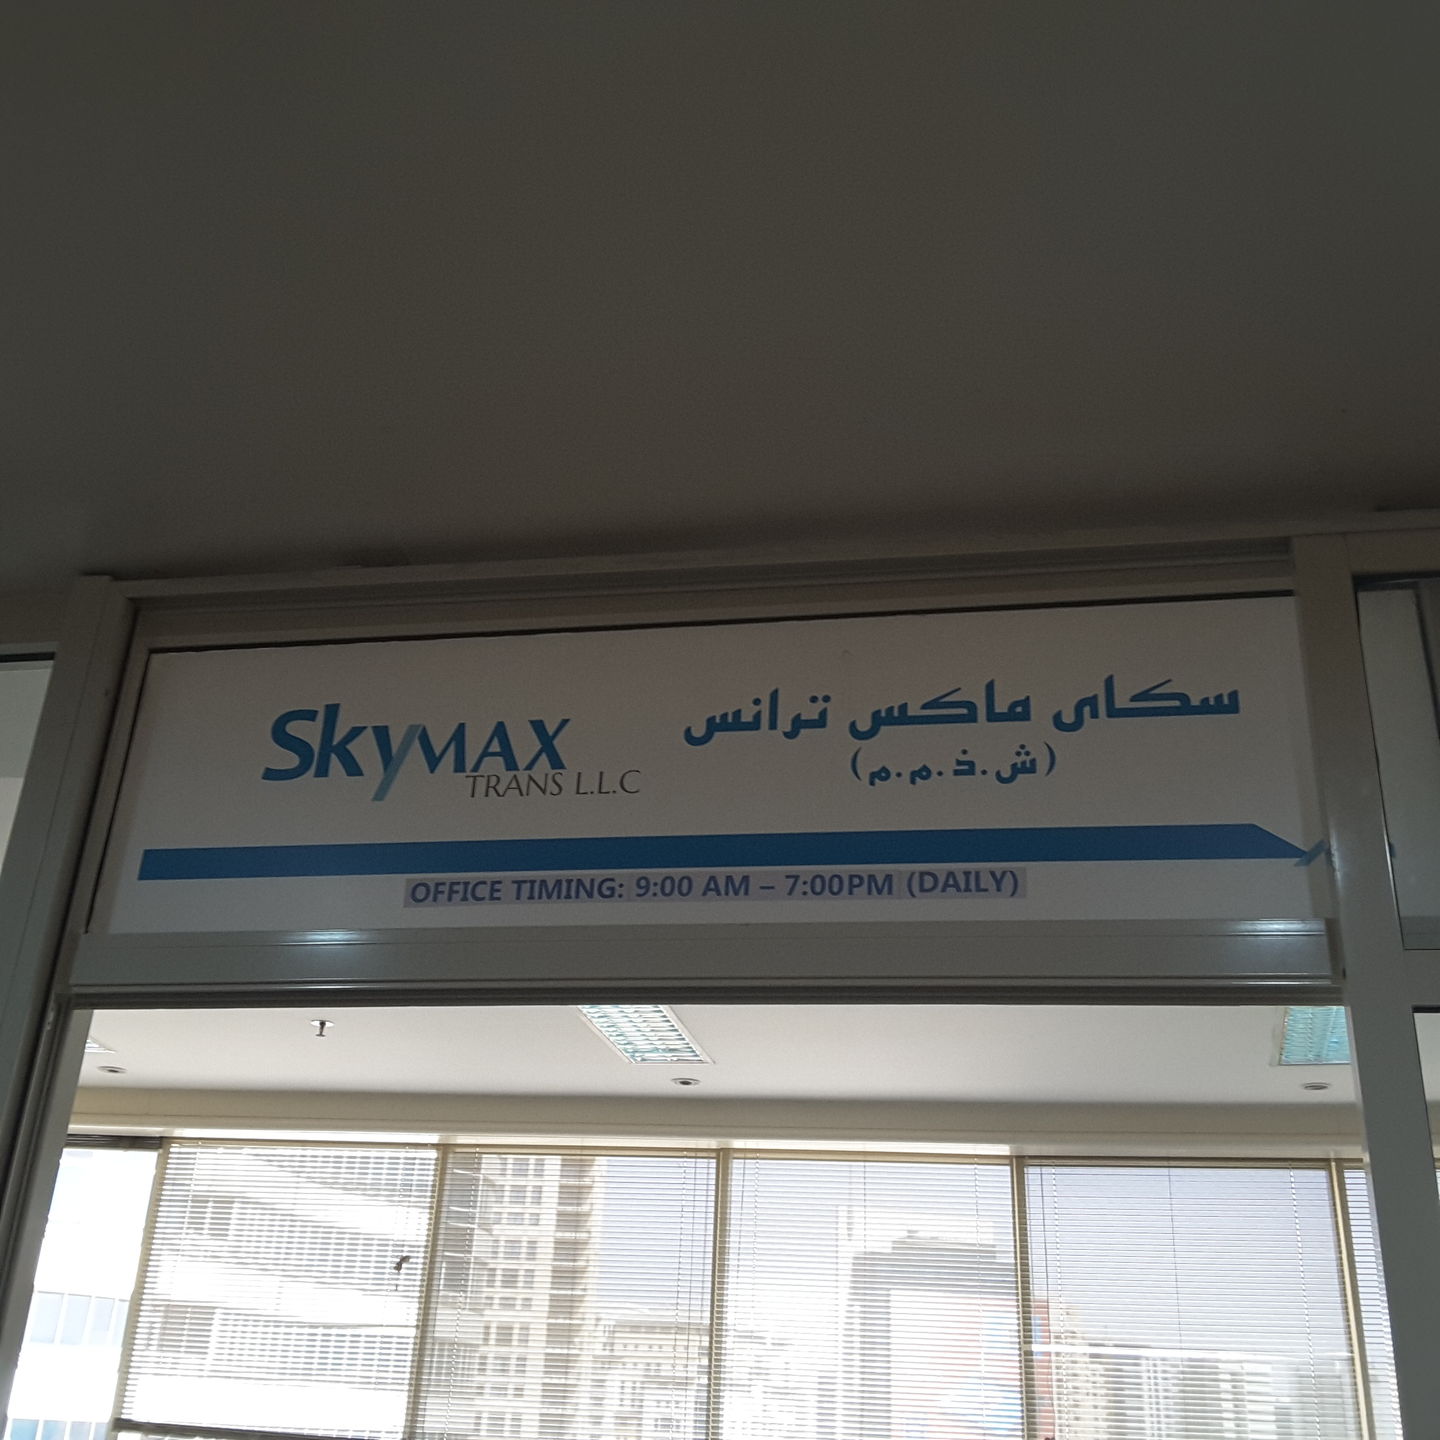 SkyMAX
TRANS L.L.C
سكاى ماكس ترانس
(ش.ذ.م.م)
OFFICE TIMING: 9:00 AM – 7:00PM (DAILY)